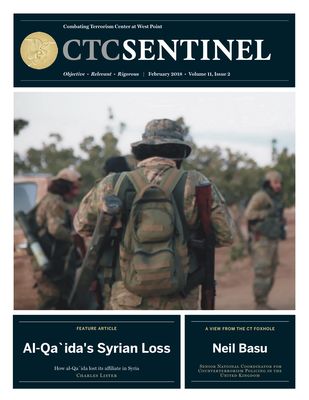 Combating Terrorism Center at West Point
CTCSENTINEL
Objective · Relevant · Rigorous | February 2018 · Volume 11, Issue 2
FEATURE ARTICLE
Al-Qa`ida's Syrian Loss
How al-Qa`ida lost its affiliate in Syria
CHARLES LISTER
A VIEW FROM THE CT FOXHOLE
Neil Basu
SENIOR NATIONAL COORDINATOR FOR
COUNTERTERRORISM POLICING IN THE
UNITED KINGDOM